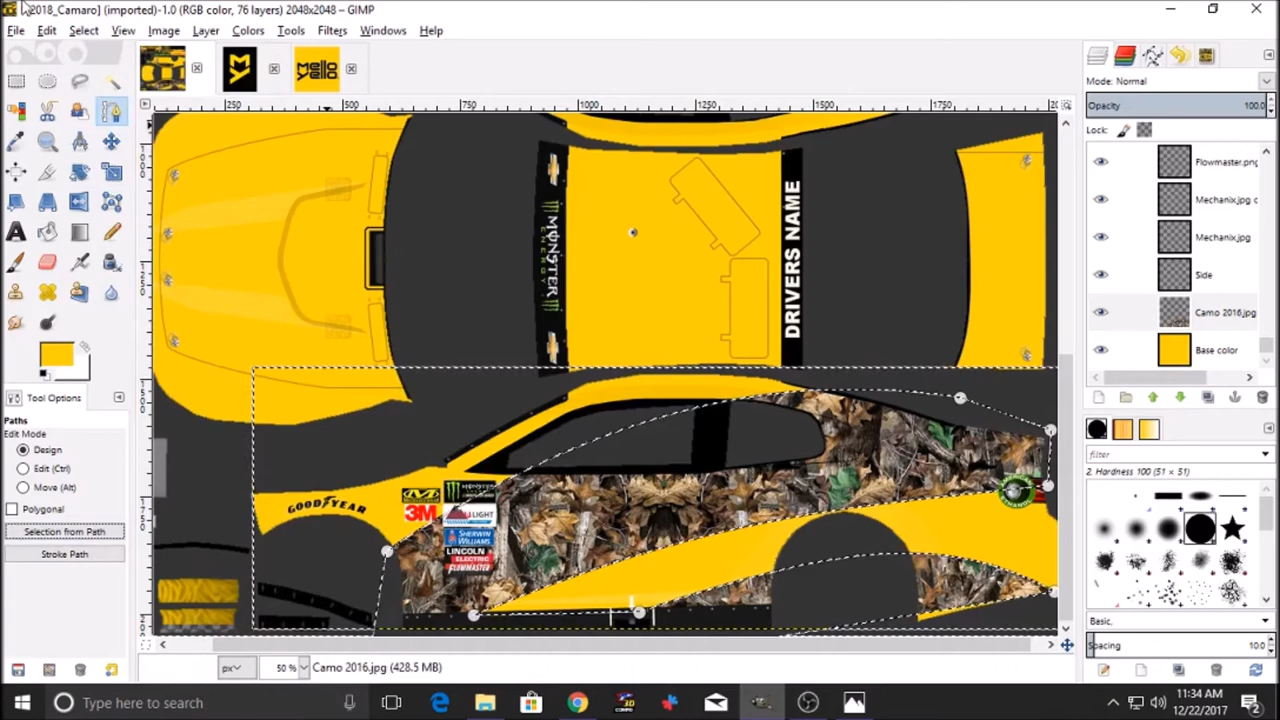 [2018_Camaro] (imported)-1.0 (RGB color, 76 layers) 2048x2048 – GIMP
File Edit Select View Image Layer Colors Tools Filters Windows Help
Mello
Yello
Mode: Normal
Opacity 100.0
Lock:
250 500 750 1000 1250 1500 1750
Flowmaster.png
Mechanix.jpg c
Mechanix.jpg
Side
Camo 2016.jpg
Base color
MONSTER
ENERGY
DRIVERS NAME
Tool Options
Paths
Edit Mode
Design
Edit (Ctrl)
Move (Alt)
Polygonal
Selection from Path
Stroke Path
GOODYEAR
3M
SHERWIN
WILLIAMS
LINCOLN
ELECTRIC
FLOWMASTER
filter
2. Hardness 100 (51 × 51)
Basic,
Spacing 10.0
px 50 % Camo 2016.jpg (428.5 MB)
Type here to search
11:34 AM
12/22/2017